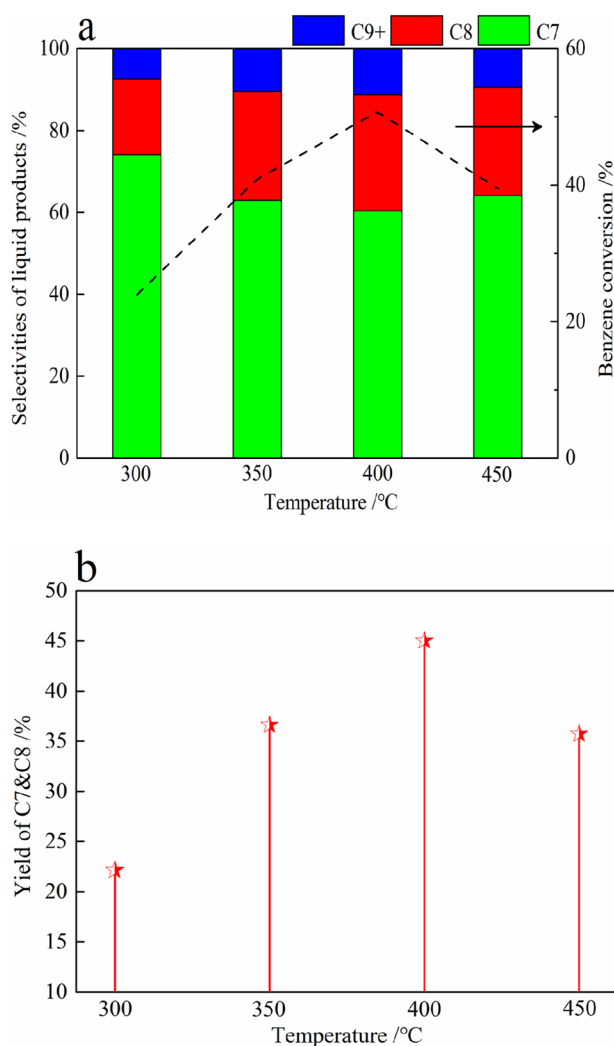 a
C9+ C8 C7
100
80
60
40
20
0
Selectivities of liquid products /%
60
40
20
0
Benzene conversion /%
300 350 400 450
Temperature /°C
b
50
45
40
35
30
25
20
15
10
Yield of C7&C8 /%
300 350 400 450
Temperature /°C